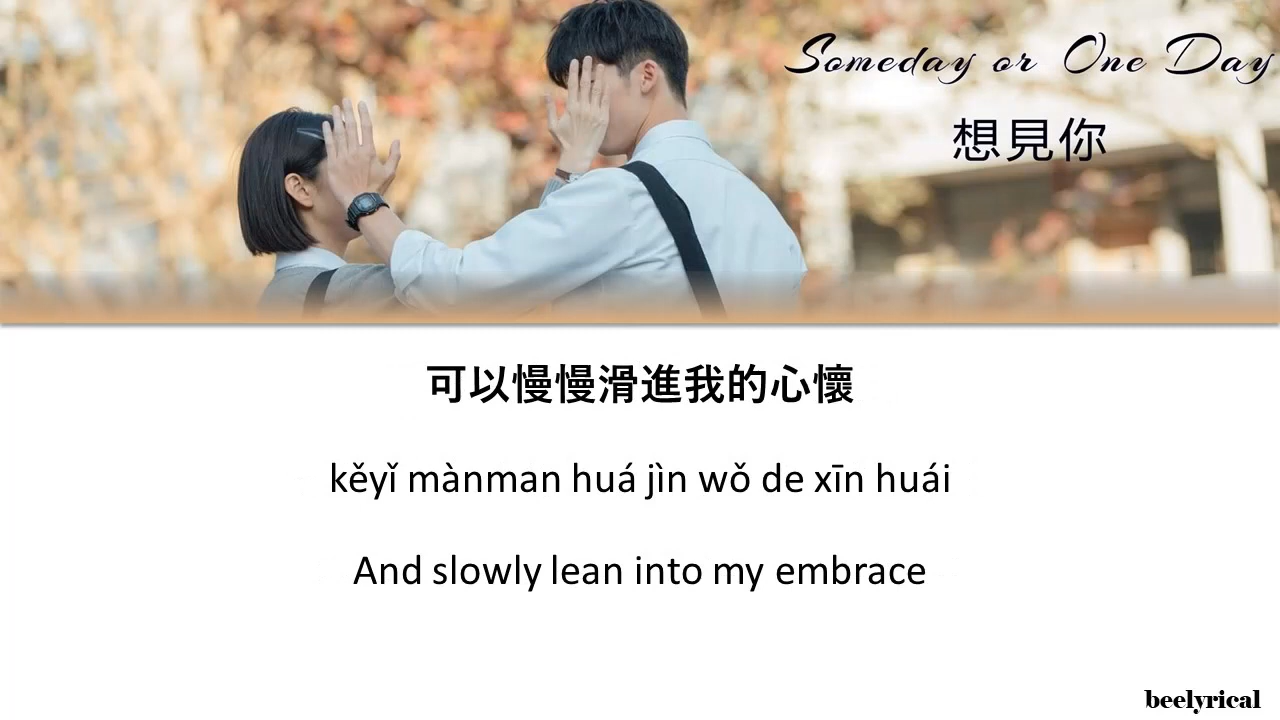 Someday or One Day
想見你
可以慢慢滑進我的心懷
kěyǐ mànman huá jìn wǒ de xīn huái
And slowly lean into my embrace
beelyrical